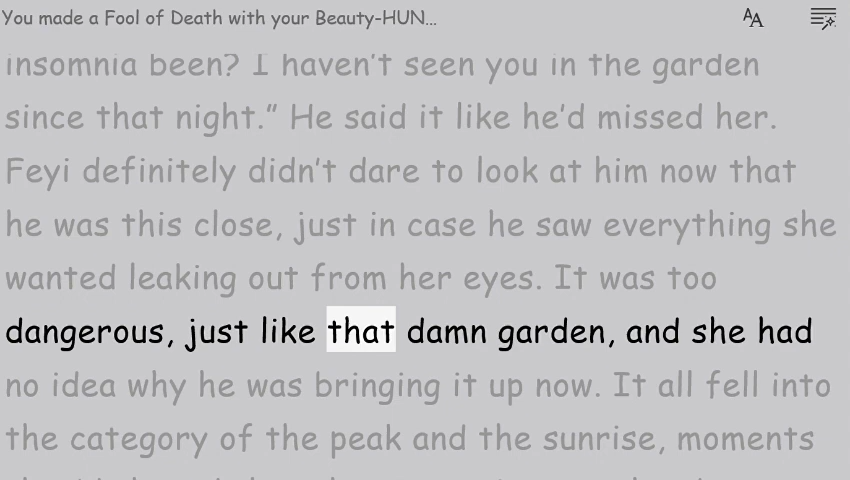 You made a Fool of Death with your Beauty-HUN...
insomnia been? I haven't seen you in the garden
since that night.” He said it like he'd missed her.
Feyi definitely didn't dare to look at him now that
he was this close, just in case he saw everything she
wanted leaking out from her eyes. It was too
dangerous, just like that damn garden, and she had
no idea why he was bringing it up now. It all fell into
the category of the peak and the sunrise, moments